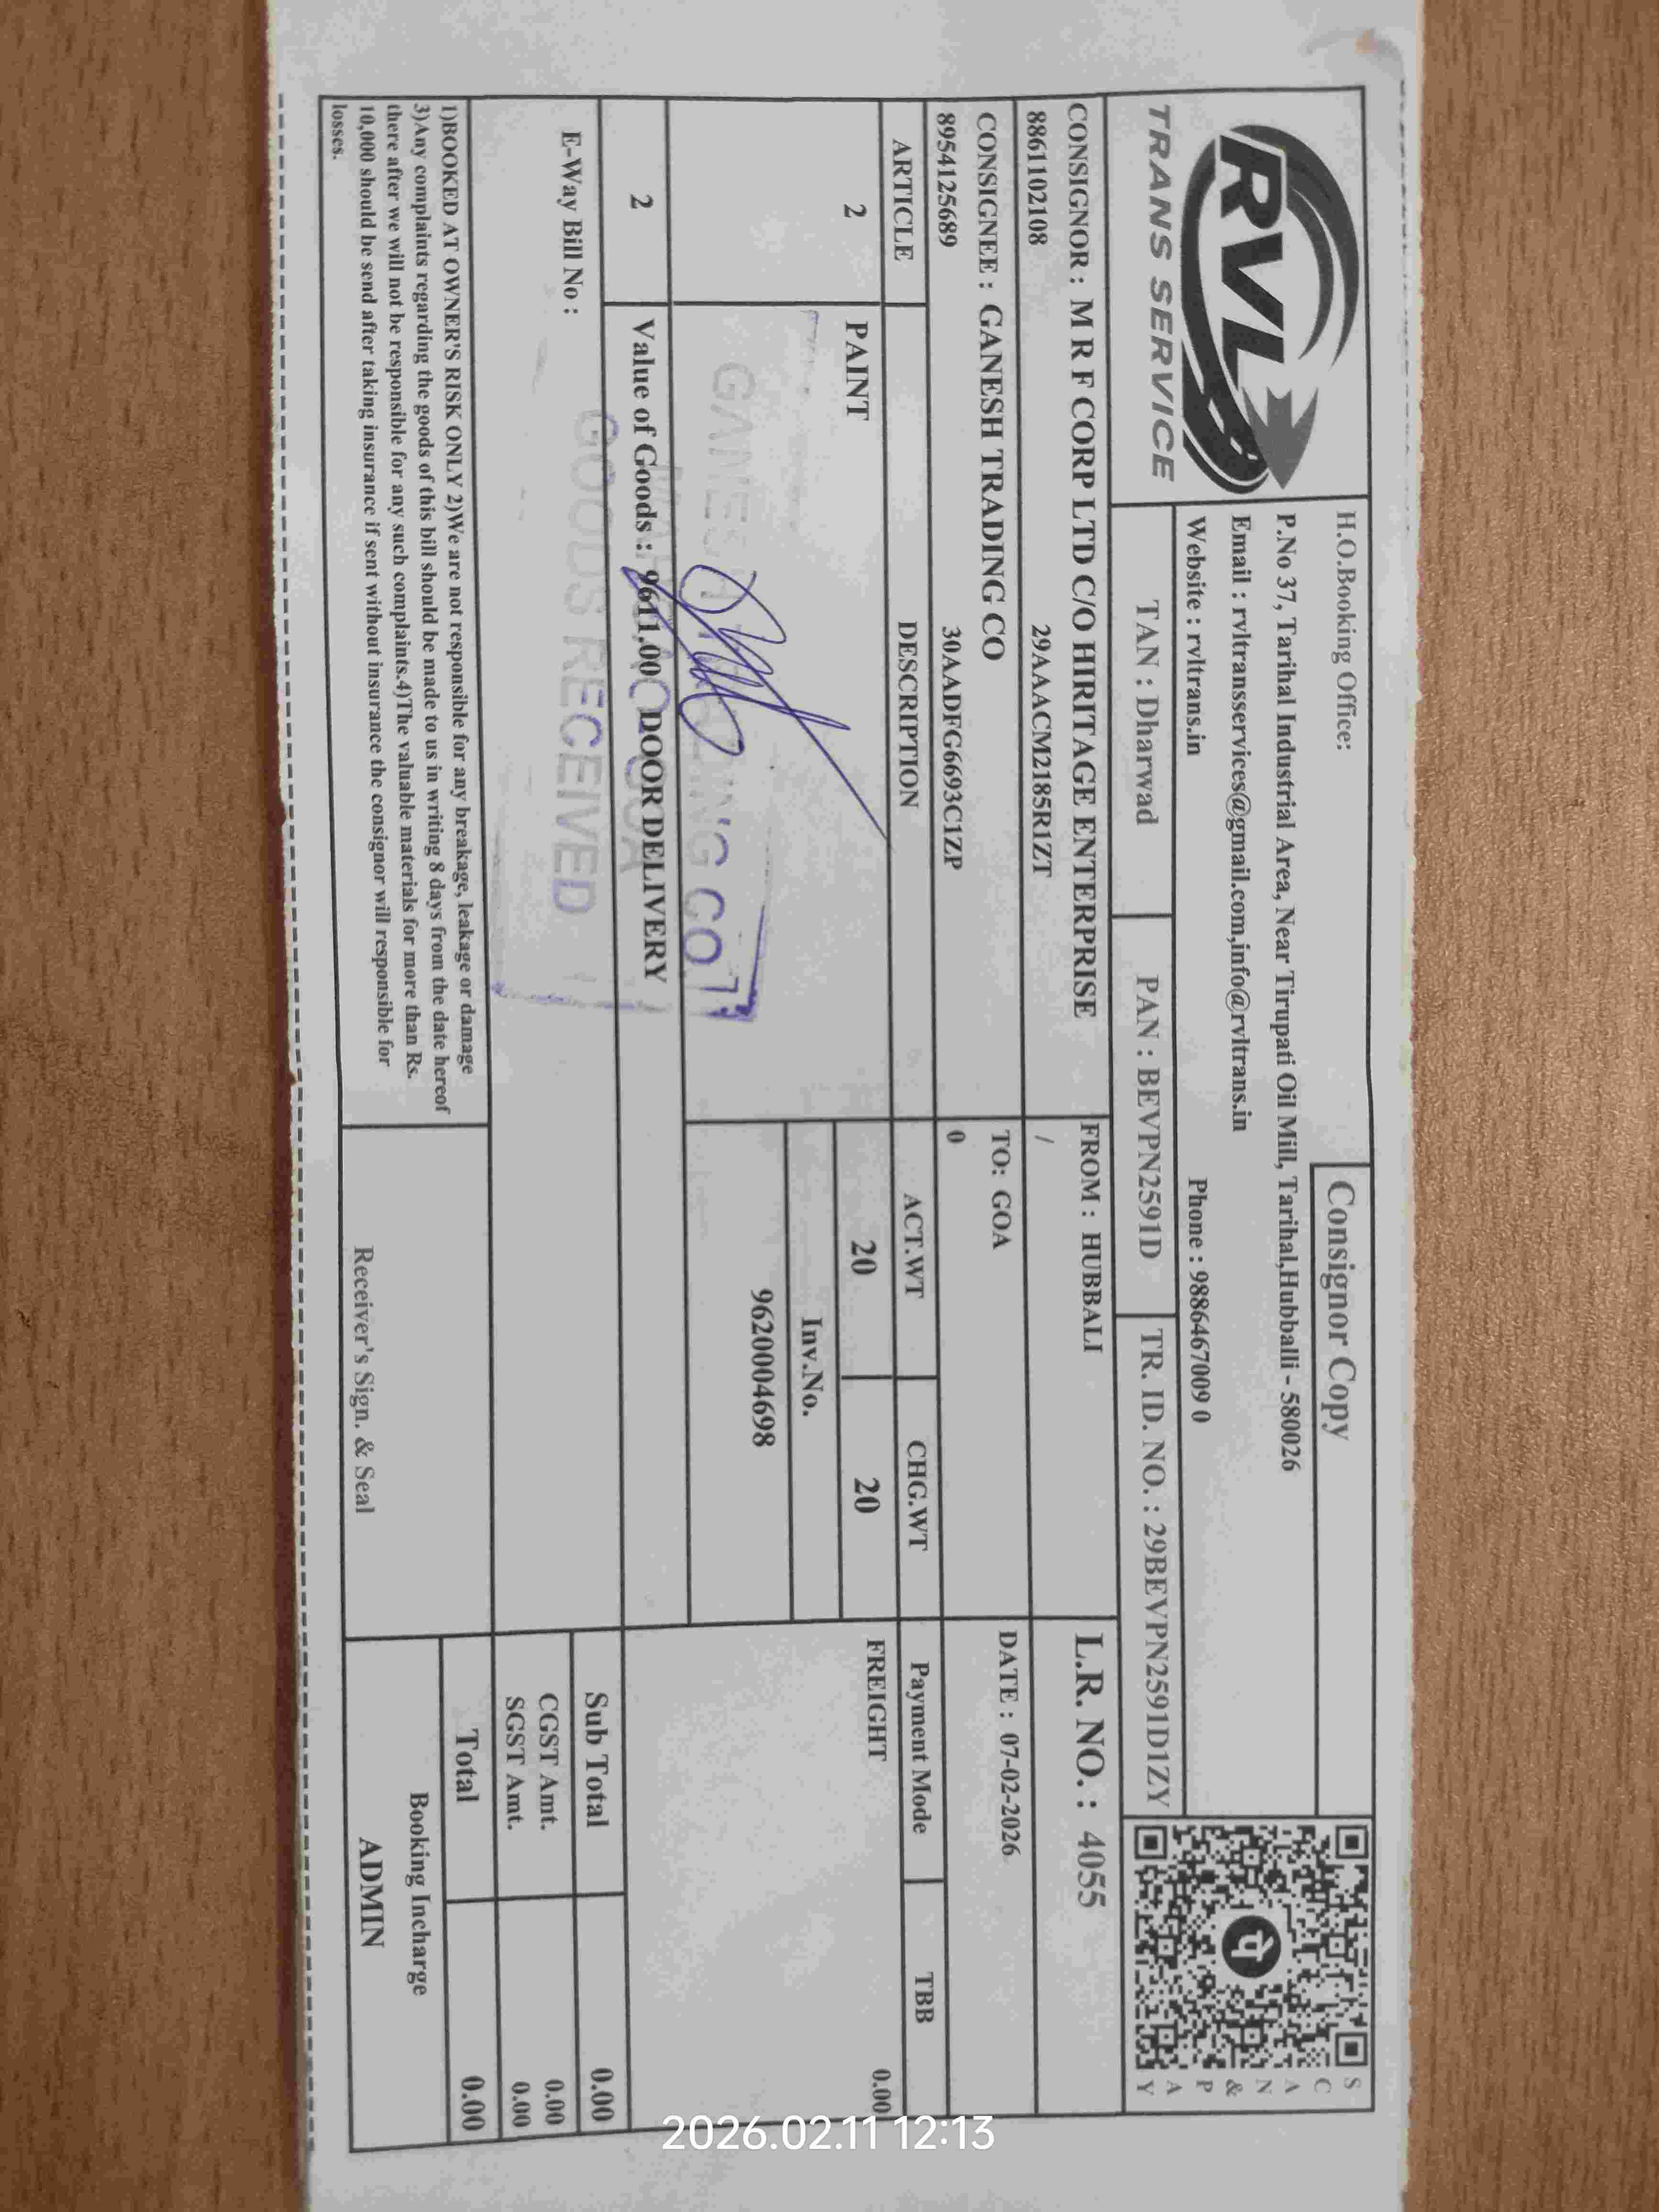 RVL
TRANS SERVICE
H.O.Booking Office:
Consignor Copy
P.No 37, Tarihal Industrial Area, Near Tirupati Oil Mill, Tarihal,Hubballi - 580026
Email : rvltransservices@gmail.com,info@rvltrans.in
Website : rvltrans.in
Phone : 9886467009 0
SCAN & PAY
TAN : Dharwad
PAN : BEVPN2591D
TR. ID. NO. : 29BEVPN2591D1ZY
CONSIGNOR : M R F CORP LTD C/O HIRITAGE ENTERPRISE
8861102108
29AAACM2185R1ZT
FROM : HUBBALI
/
L.R. NO. : 4055
CONSIGNEE : GANESH TRADING CO
8954125689
30AADFG6693C1ZP
TO: GOA
0
DATE : 07-02-2026
ARTICLE
DESCRIPTION
ACT.WT
CHG.WT
Payment Mode
TBB
2
PAINT
20
20
FREIGHT
0.00
Inv.No.
9620004698
GANESH TRADING CO.
GOODS RECEIVED
2
Value of Goods : 9611.00 DOOR DELIVERY
Sub Total
0.00
E-Way Bill No :
CGST Amt.
0.00
SGST Amt.
0.00
Total
0.00
1)BOOKED AT OWNER'S RISK ONLY 2)We are not responsible for any breakage, leakage or damage
3)Any complaints regarding the goods of this bill should be made to us in writing 8 days from the date hereof
there after we will not be responsible for any such complaints.4)The valuable materials for more than Rs.
10,000 should be send after taking insurance if sent without insurance the consignor will responsible for
losses.
Receiver's Sign. & Seal
Booking Incharge
ADMIN
2026.02.11 12:13